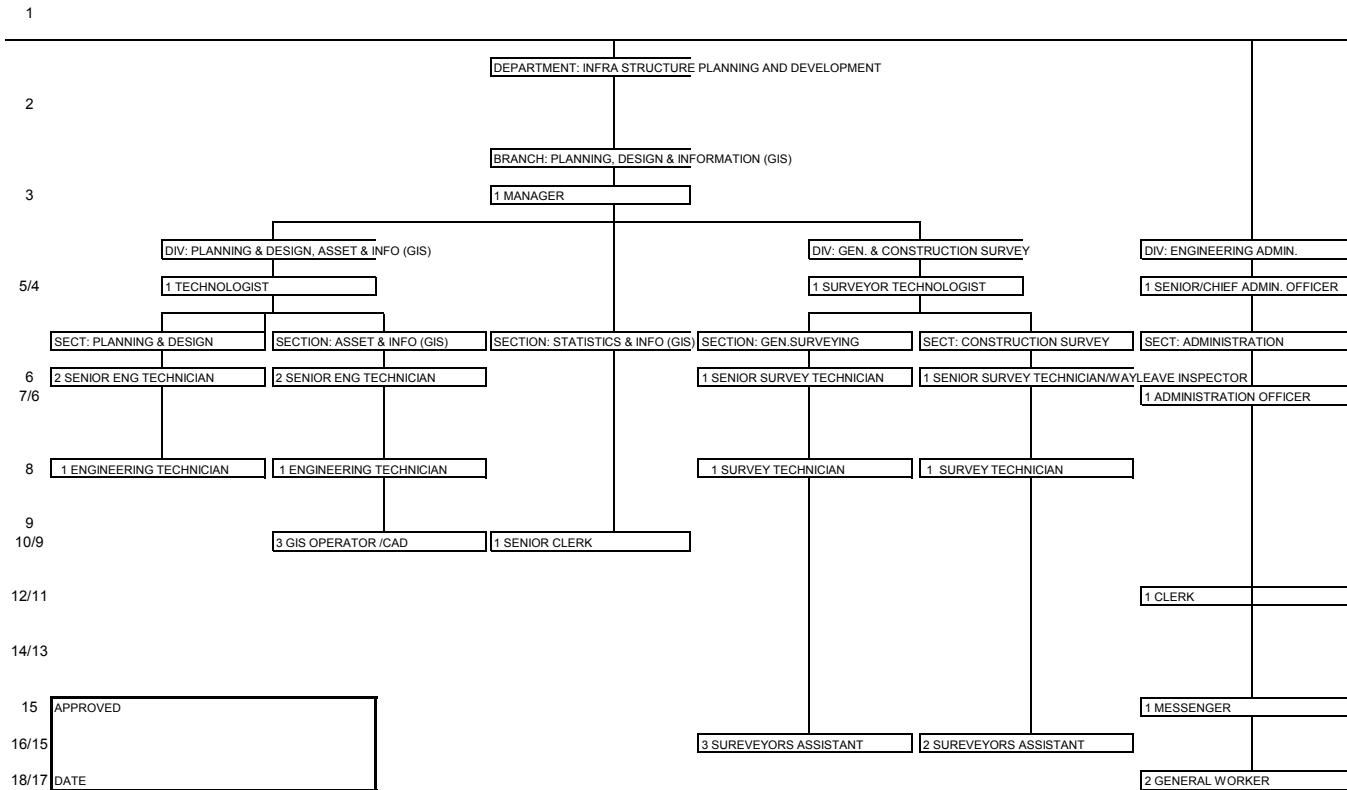 1
DEPARTMENT: INFRA STRUCTURE PLANNING AND DEVELOPMENT
2
BRANCH: PLANNING, DESIGN & INFORMATION (GIS)
3 1 MANAGER
DIV: PLANNING & DESIGN, ASSET & INFO (GIS) DIV: GEN. & CONSTRUCTION SURVEY DIV: ENGINEERING ADMIN.
5/4 1 TECHNOLOGIST 1 SURVEYOR TECHNOLOGIST 1 SENIOR/CHIEF ADMIN. OFFICER
SECT: PLANNING & DESIGN SECTION: ASSET & INFO (GIS) SECTION: STATISTICS & INFO (GIS) SECTION: GEN.SURVEYING SECT: CONSTRUCTION SURVEY SECT: ADMINISTRATION
6 2 SENIOR ENG TECHNICIAN 2 SENIOR ENG TECHNICIAN 1 SENIOR SURVEY TECHNICIAN 1 SENIOR SURVEY TECHNICIAN/WAYLEAVE INSPECTOR
7/6 1 ADMINISTRATION OFFICER
8 1 ENGINEERING TECHNICIAN 1 ENGINEERING TECHNICIAN 1 SURVEY TECHNICIAN 1 SURVEY TECHNICIAN
9
10/9 3 GIS OPERATOR /CAD 1 SENIOR CLERK
12/11 1 CLERK
14/13
15 APPROVED 1 MESSENGER
16/15 3 SUREVEYORS ASSISTANT 2 SUREVEYORS ASSISTANT
18/17 DATE 2 GENERAL WORKER